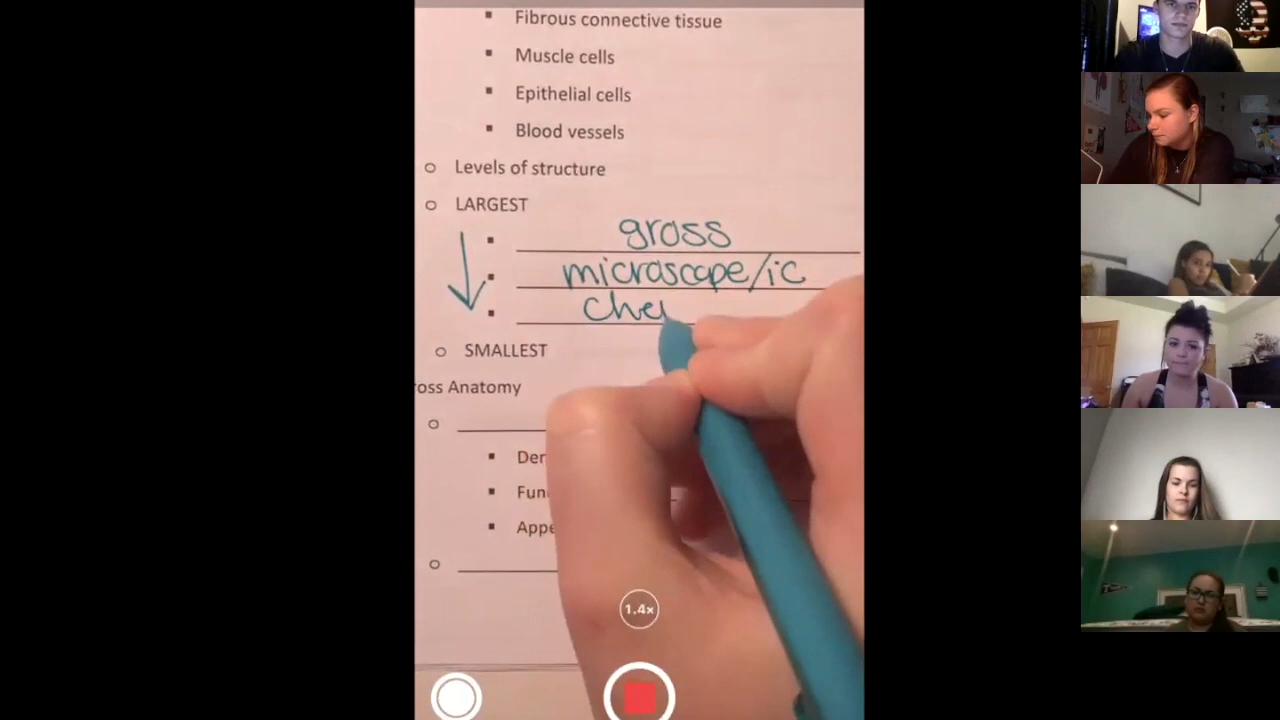 Fibrous connective tissue
Muscle cells
Epithelial cells
Blood vessels
Levels of structure
LARGEST
gross
microscope/ic
che
SMALLEST
oss Anatomy
Der
Fun
Appe
1.4x